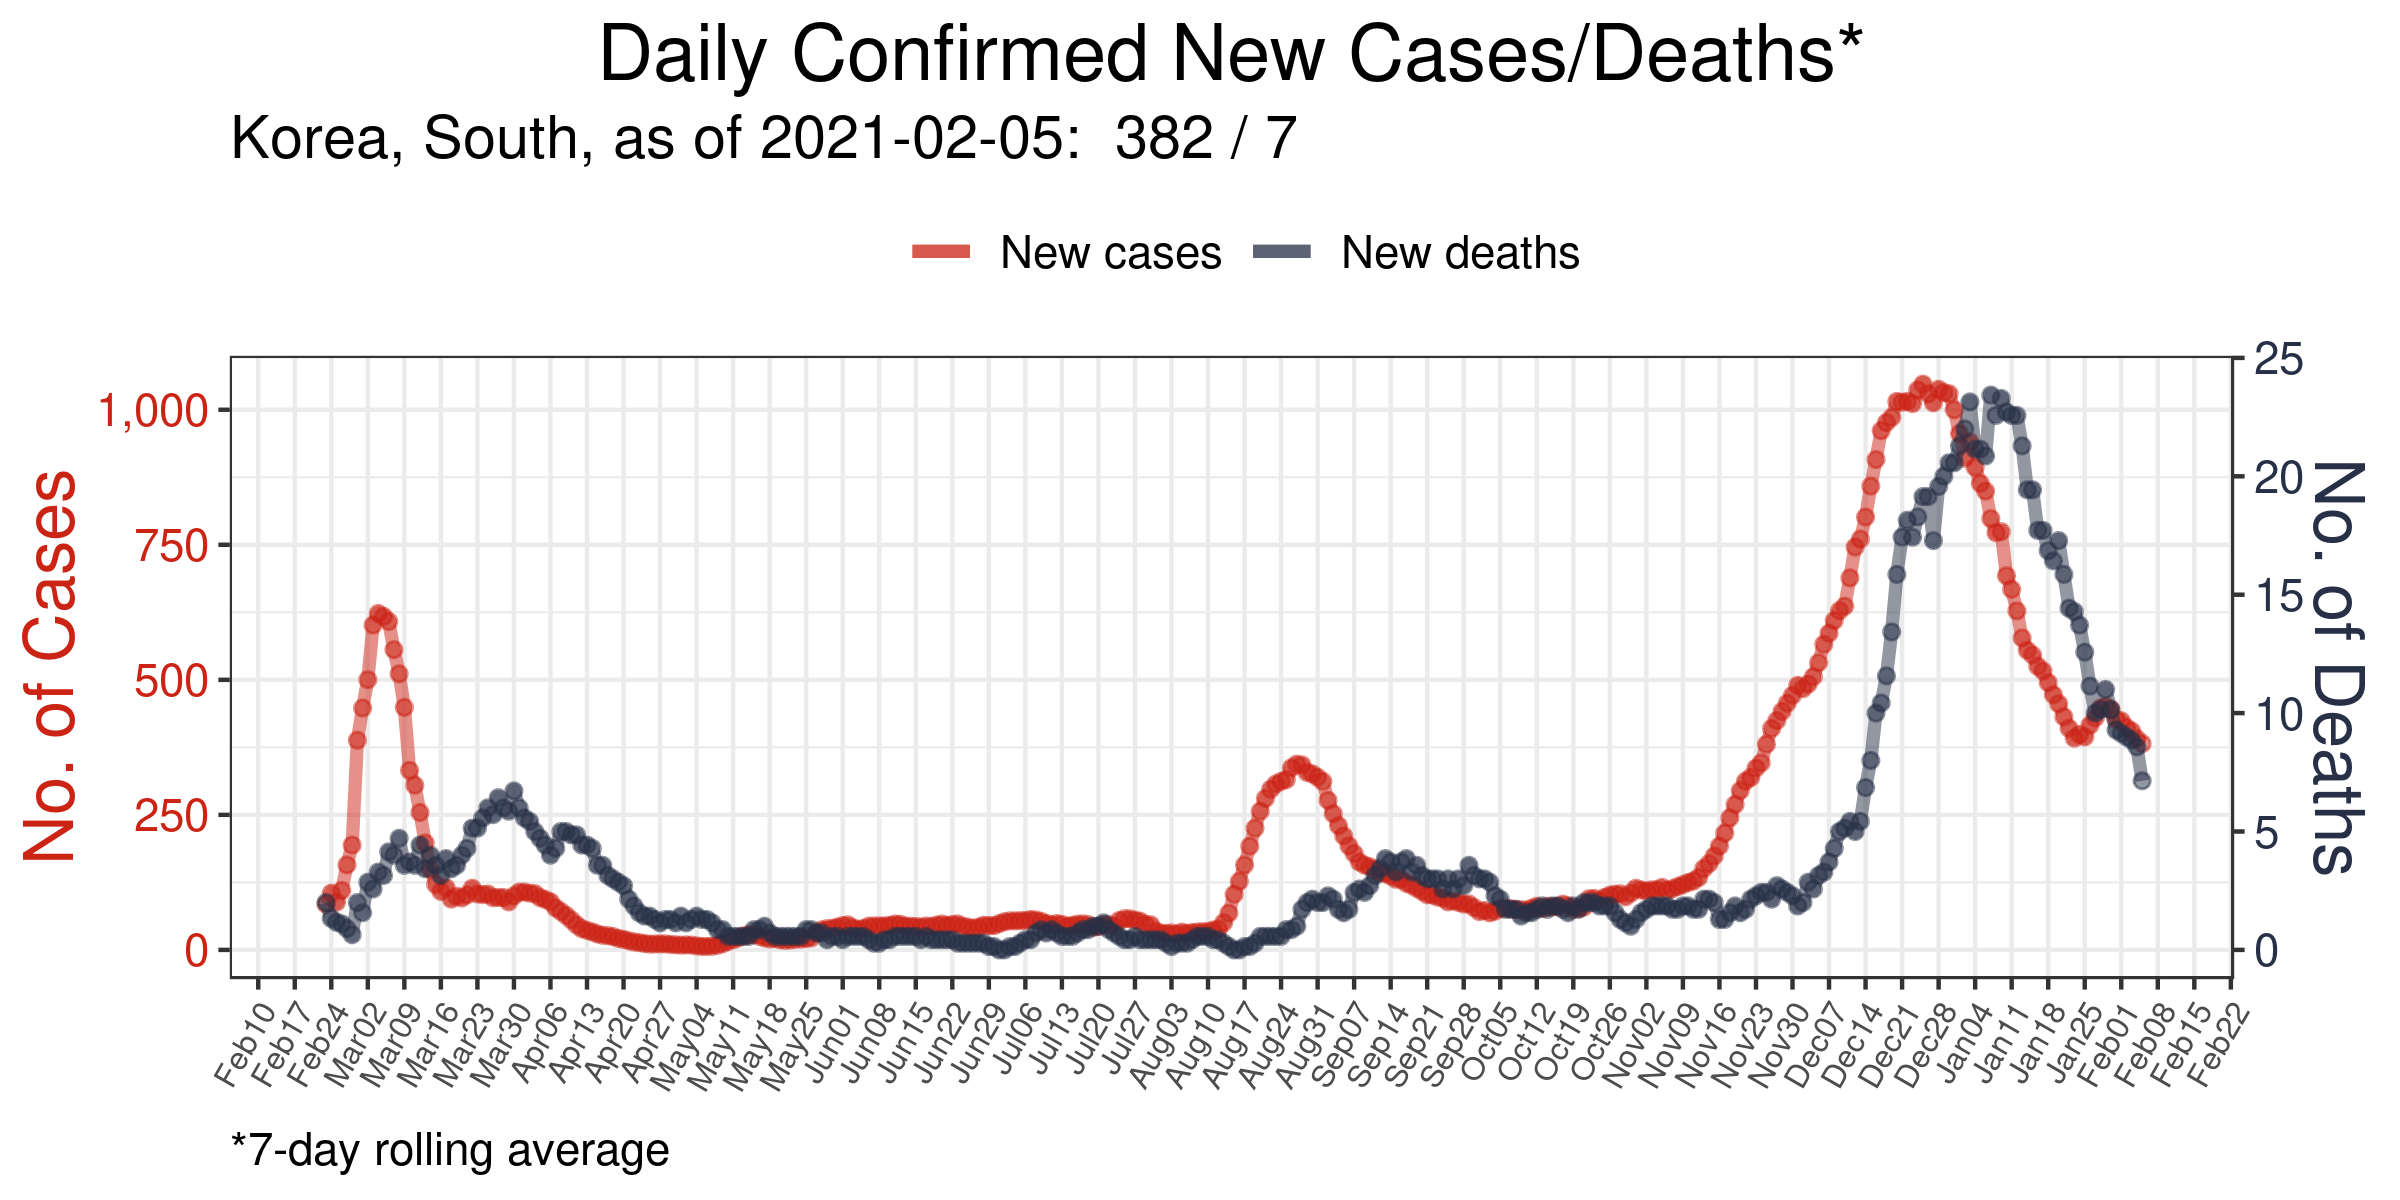 Daily Confirmed New Cases/Deaths*
Korea, South, as of 2021-02-05:  382 / 7
New cases
New deaths
No. of Cases
1,000
750
500
250
0
25
20
15
10
5
0
No. of Deaths
Feb10
Feb17
Feb24
Mar02
Mar09
Mar16
Mar23
Mar30
Apr06
Apr13
Apr20
Apr27
May04
May11
May18
May25
Jun01
Jun08
Jun15
Jun22
Jun29
Jul06
Jul13
Jul20
Jul27
Aug03
Aug10
Aug17
Aug24
Aug31
Sep07
Sep14
Sep21
Sep28
Oct05
Oct12
Oct19
Oct26
Nov02
Nov09
Nov16
Nov23
Nov30
Dec07
Dec14
Dec21
Dec28
Jan04
Jan11
Jan18
Jan25
Feb01
Feb08
Feb15
Feb22
*7-day rolling average